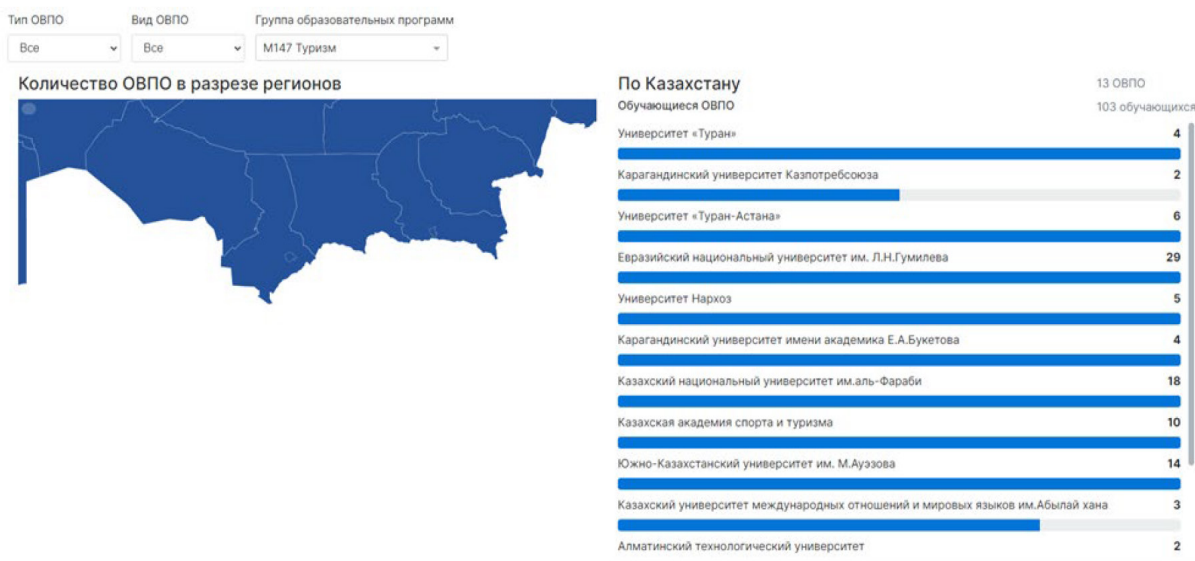 Тип ОВПО
Вид ОВПО
Группа образовательных программ
Все
Все
М147 Туризм
Количество ОВПО в разрезе регионов
По Казахстану
13 ОВПО
Обучающиеся ОВПО
103 обучающихся
Университет «Туран»
4
Карагандинский университет Казпотребсоюза
2
Университет «Туран-Астана»
6
Евразийский национальный университет им. Л.Н.Гумилева
29
Университет Нархоз
5
Карагандинский университет имени академика Е.А.Букетова
4
Казахский национальный университет им.аль-Фараби
18
Казахская академия спорта и туризма
10
Южно-Казахстанский университет им. М.Ауэзова
14
Казахский университет международных отношений и мировых языков им.Абылай хана
3
Алматинский технологический университет
2